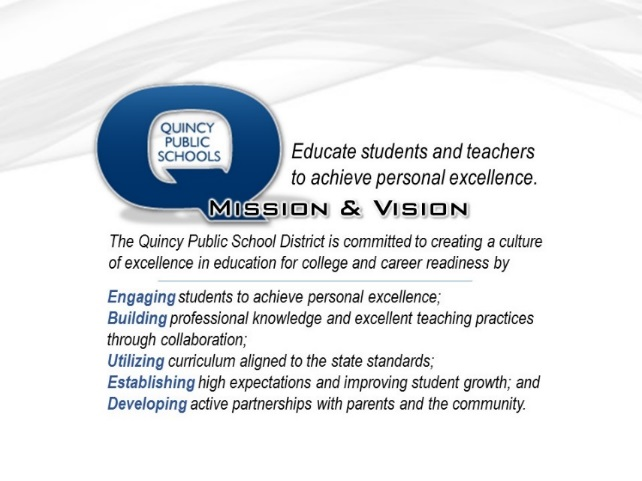 QUINCY
PUBLIC
SCHOOLS
Educate students and teachers
to achieve personal excellence.
MISSION & VISION
The Quincy Public School District is committed to creating a culture
of excellence in education for college and career readiness by
Engaging students to achieve personal excellence;
Building professional knowledge and excellent teaching practices
through collaboration;
Utilizing curriculum aligned to the state standards;
Establishing high expectations and improving student growth; and
Developing active partnerships with parents and the community.